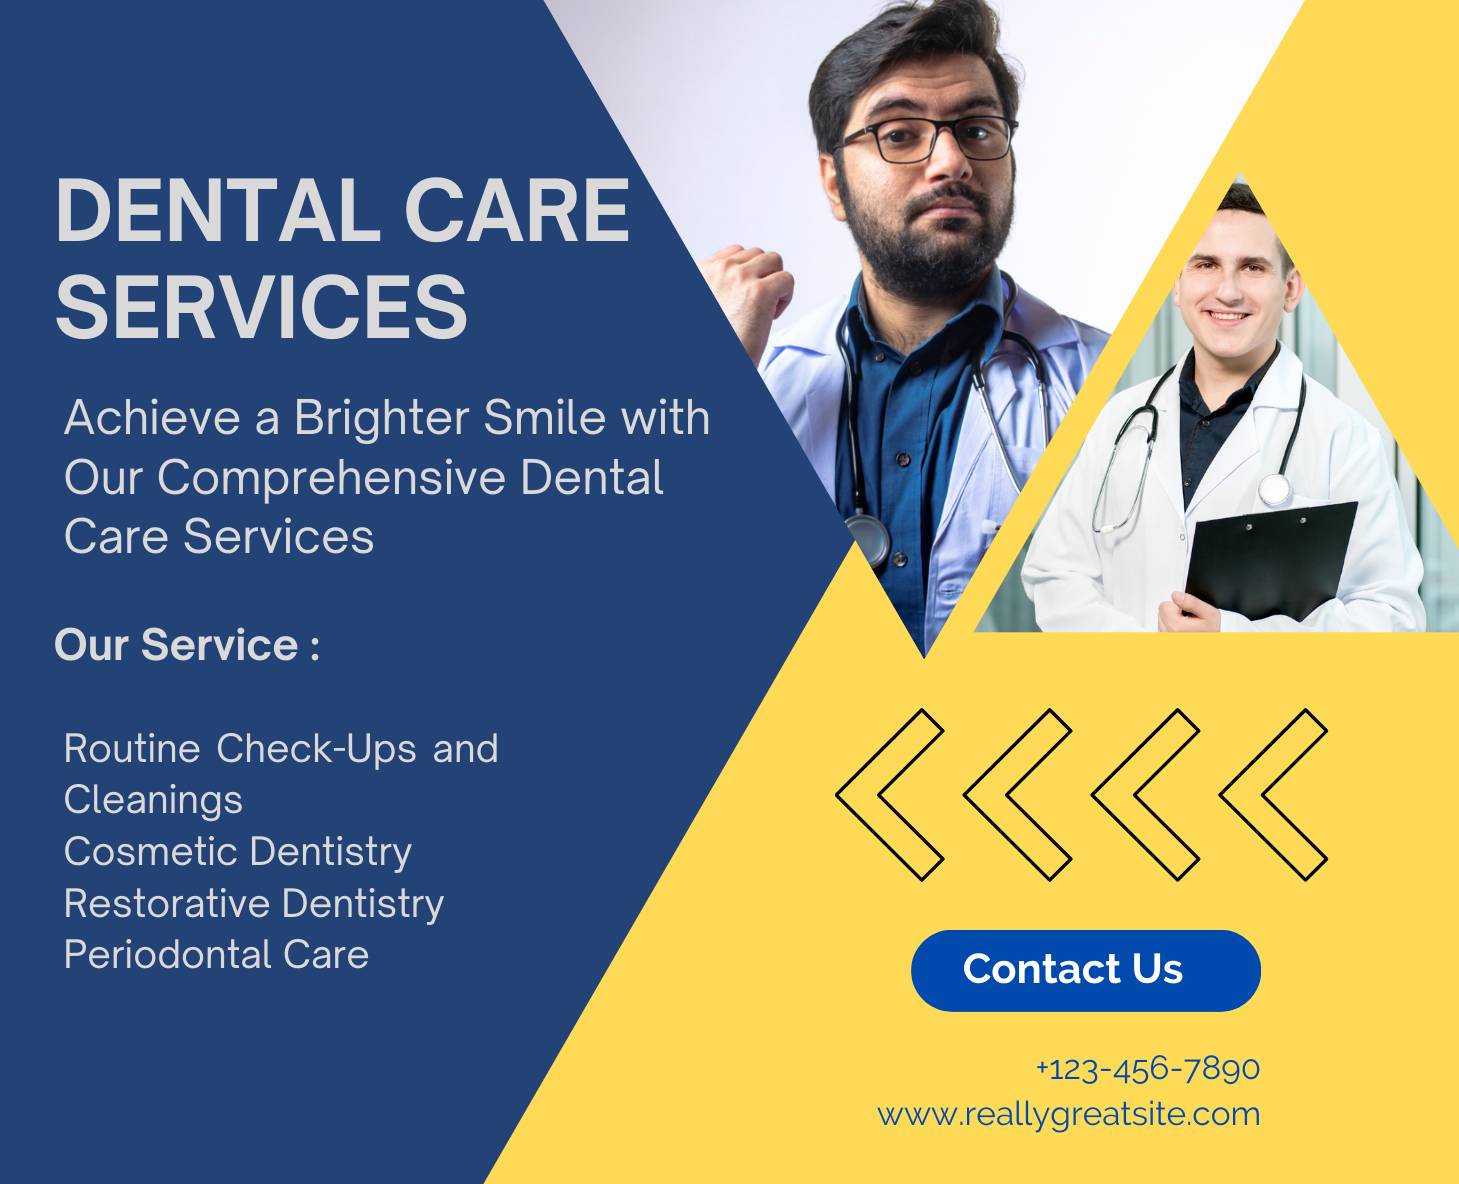 DENTAL CARE
SERVICES
Achieve a Brighter Smile with
Our Comprehensive Dental
Care Services
Our Service :
Routine Check-Ups and
Cleanings
Cosmetic Dentistry
Restorative Dentistry
Periodontal Care
Contact Us
+123-456-7890
www.reallygreatsite.com